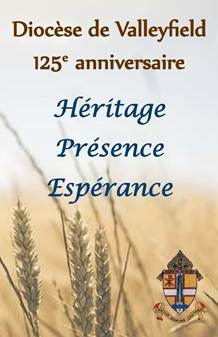 Diocèse de Valleyfield
125e anniversaire
Héritage
Présence
Espérance